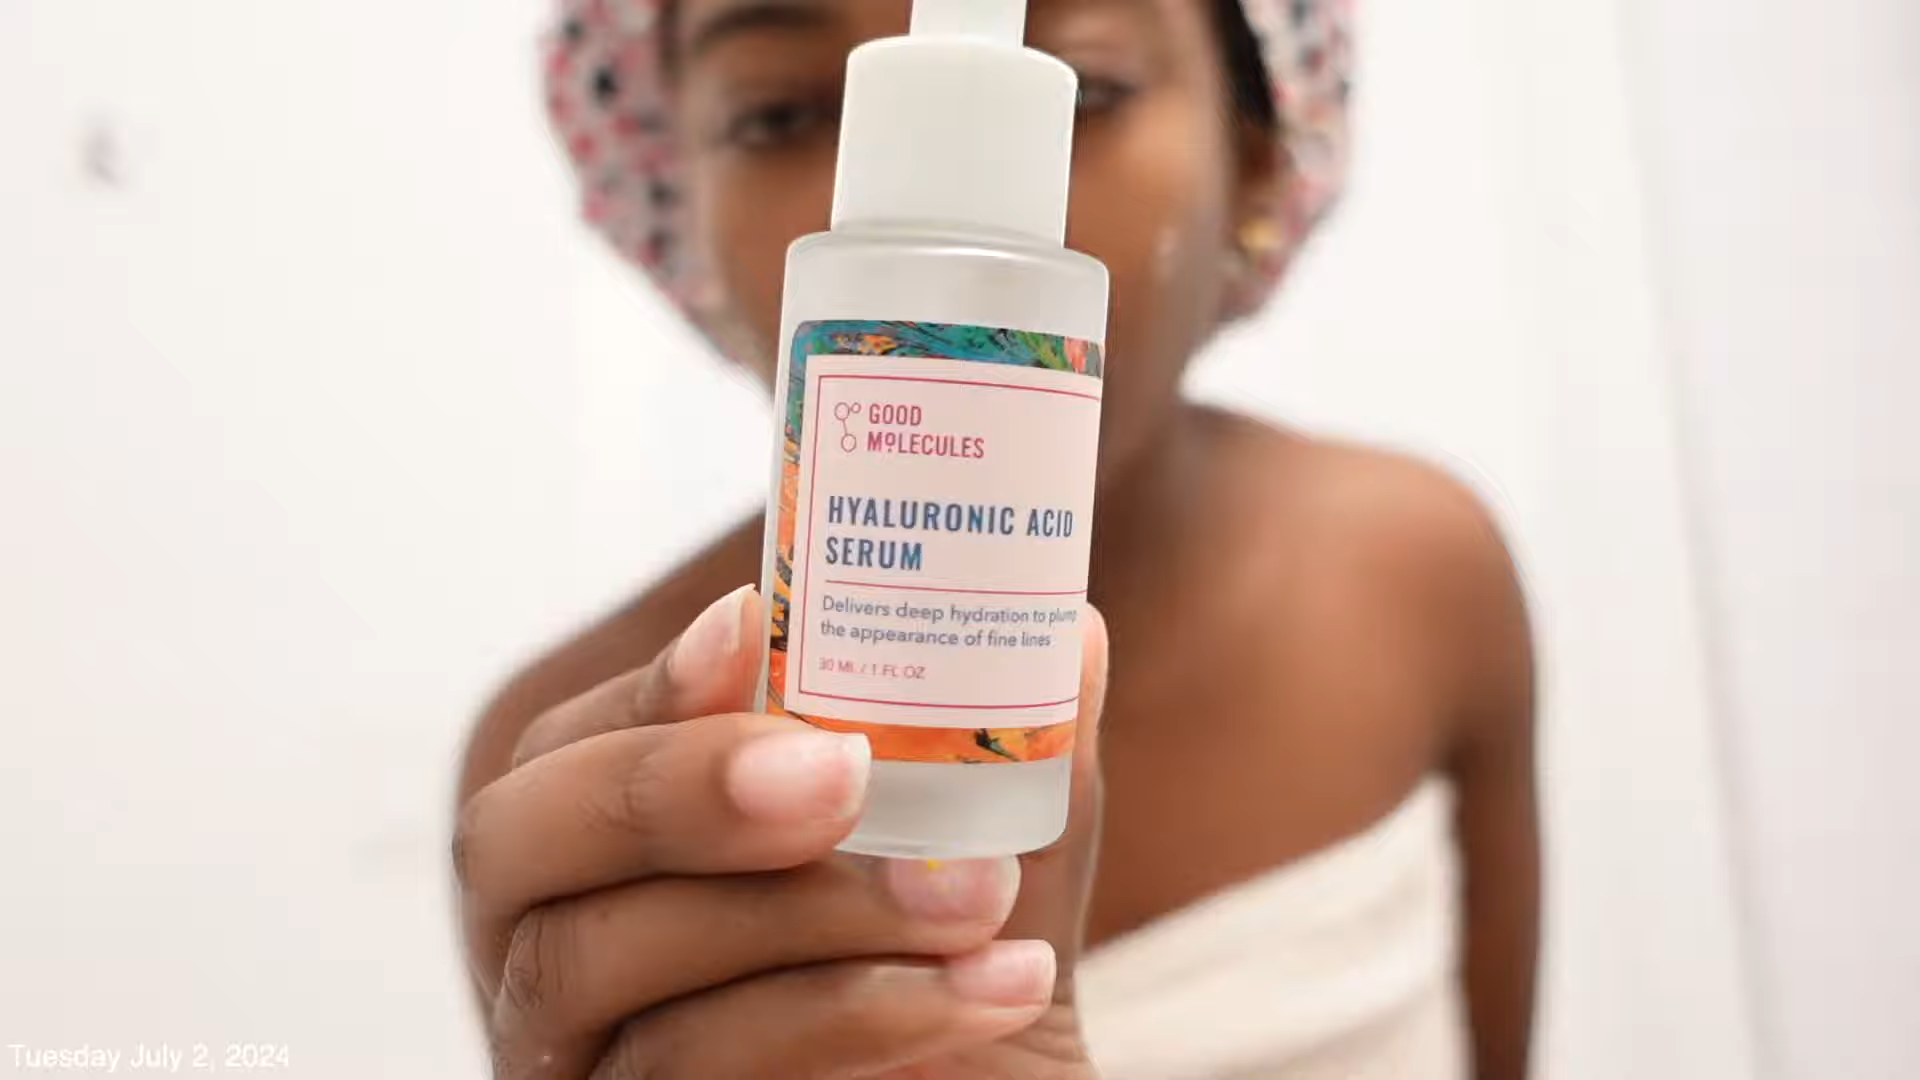 GOOD
MOLECULES
HYALURONIC ACID
SERUM
Delivers deep hydration to plump
the appearance of fine lines
30 ML / 1 FL OZ
Tuesday July 2, 2024